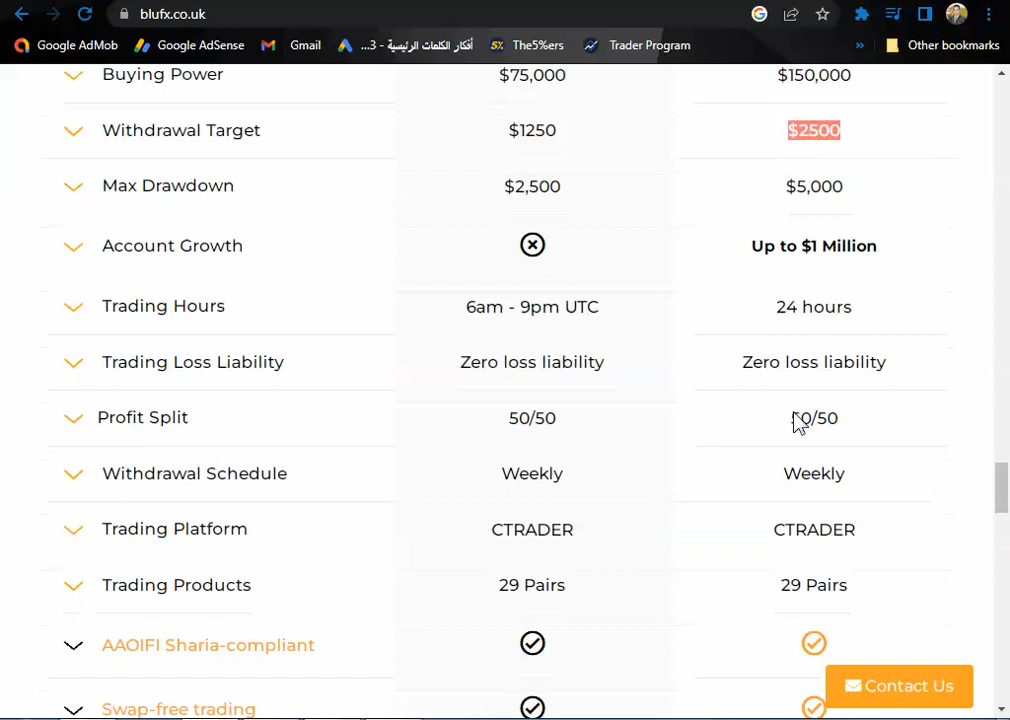 blufx.co.uk
Google AdMob Google AdSense Gmail أفكار الكلمات الرئيسية - 3... The5%ers Trader Program » Other bookmarks
Buying Power $75,000 $150,000
Withdrawal Target $1250 $2500
Max Drawdown $2,500 $5,000
Account Growth Up to $1 Million
Trading Hours 6am - 9pm UTC 24 hours
Trading Loss Liability Zero loss liability Zero loss liability
Profit Split 50/50 50/50
Withdrawal Schedule Weekly Weekly
Trading Platform CTRADER CTRADER
Trading Products 29 Pairs 29 Pairs
AAOIFI Sharia-compliant
Contact Us
Swap-free trading